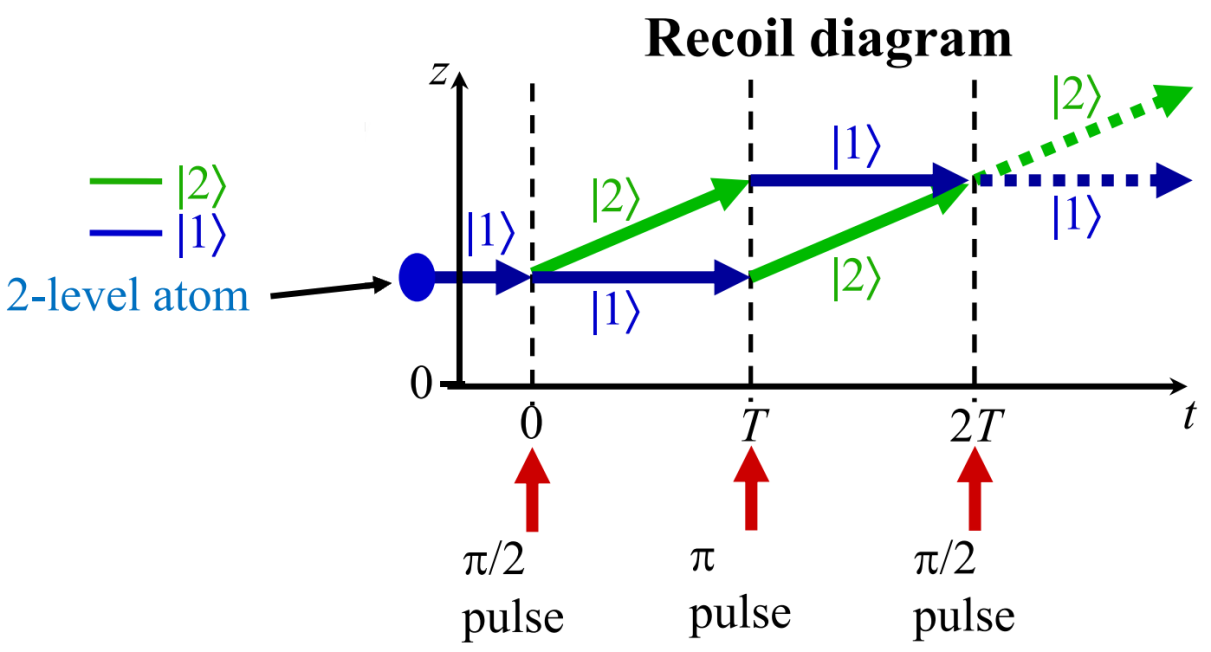 Recoil diagram
z
|2⟩
|1⟩
|2⟩
|2⟩
|1⟩
|1⟩
2-level atom
|1⟩
|2⟩
|1⟩
0
0
T
2T
t
π/2
pulse
π
pulse
π/2
pulse